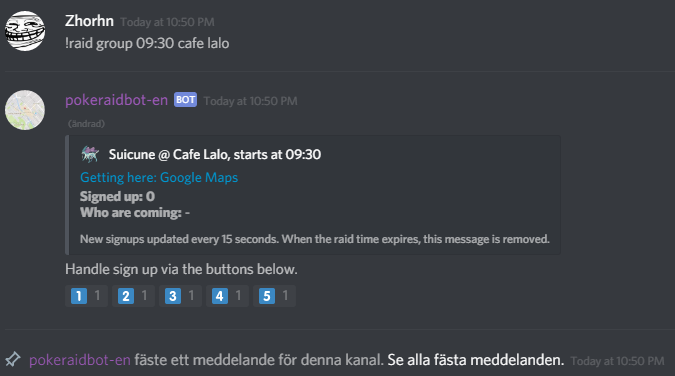 Zhorhn Today at 10:50 PM
!raid group 09:30 cafe lalo
pokeraidbot-en BOT Today at 10:50 PM
(ändrad)
Suicune @ Cafe Lalo, starts at 09:30
Getting here: Google Maps
Signed up: 0
Who are coming: -
New signups updated every 15 seconds. When the raid time expires, this message is removed.
Handle sign up via the buttons below.
1 1 2 1 3 1 4 1 5 1
pokeraidbot-en fäste ett meddelande för denna kanal. Se alla fästa meddelanden. Today at 10:50 PM